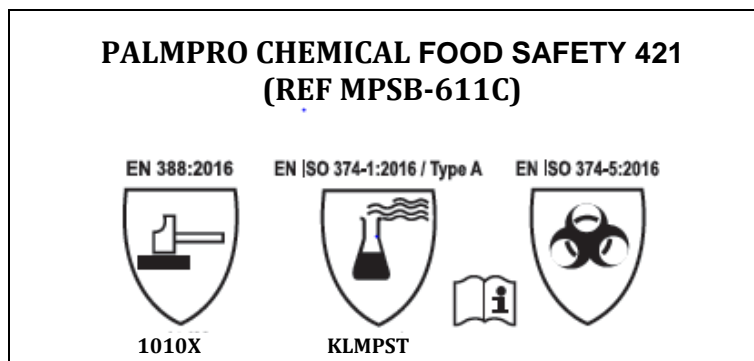 PALMPRO CHEMICAL FOOD SAFETY 421
(REF MPSB-611C)
EN 388:2016 EN ISO 374-1:2016 / Type A EN ISO 374-5:2016
i
1010X KLMPST